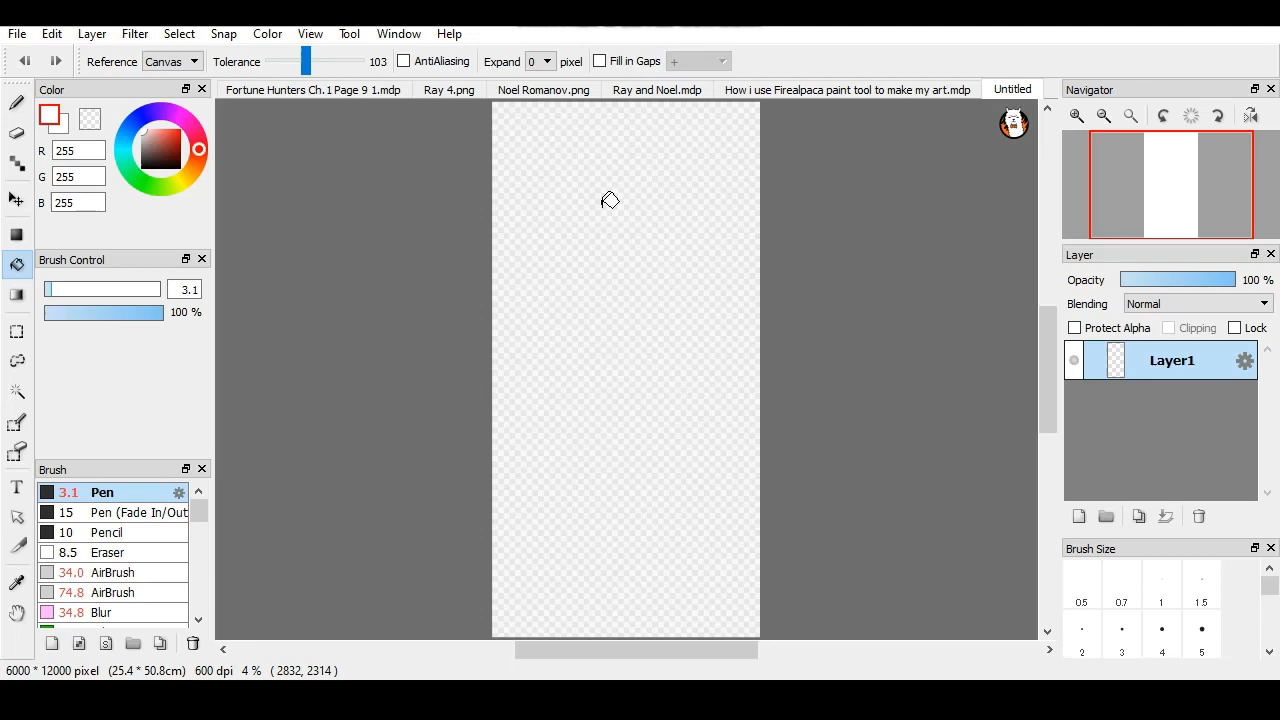 File Edit Layer Filter Select Snap Color View Tool Window Help
Reference Canvas Tolerance 103 AntiAliasing Expand 0 pixel Fill in Gaps +
Color
Fortune Hunters Ch.1 Page 9 1.mdp Ray 4.png Noel Romanov.png Ray and Noel.mdp How i use Firealpaca paint tool to make my art.mdp Untitled
Navigator
R 255
G 255
B 255
Brush Control
3.1
100 %
Layer
Opacity 100 %
Blending Normal
Protect Alpha Clipping Lock
Layer1
Brush
3.1 Pen
15 Pen (Fade In/Out
10 Pencil
8.5 Eraser
34.0 AirBrush
74.8 AirBrush
34.8 Blur
Brush Size
0.5 0.7 1 1.5
2 3 4 5
6000 * 12000 pixel (25.4 * 50.8cm) 600 dpi 4 % ( 2832, 2314 )